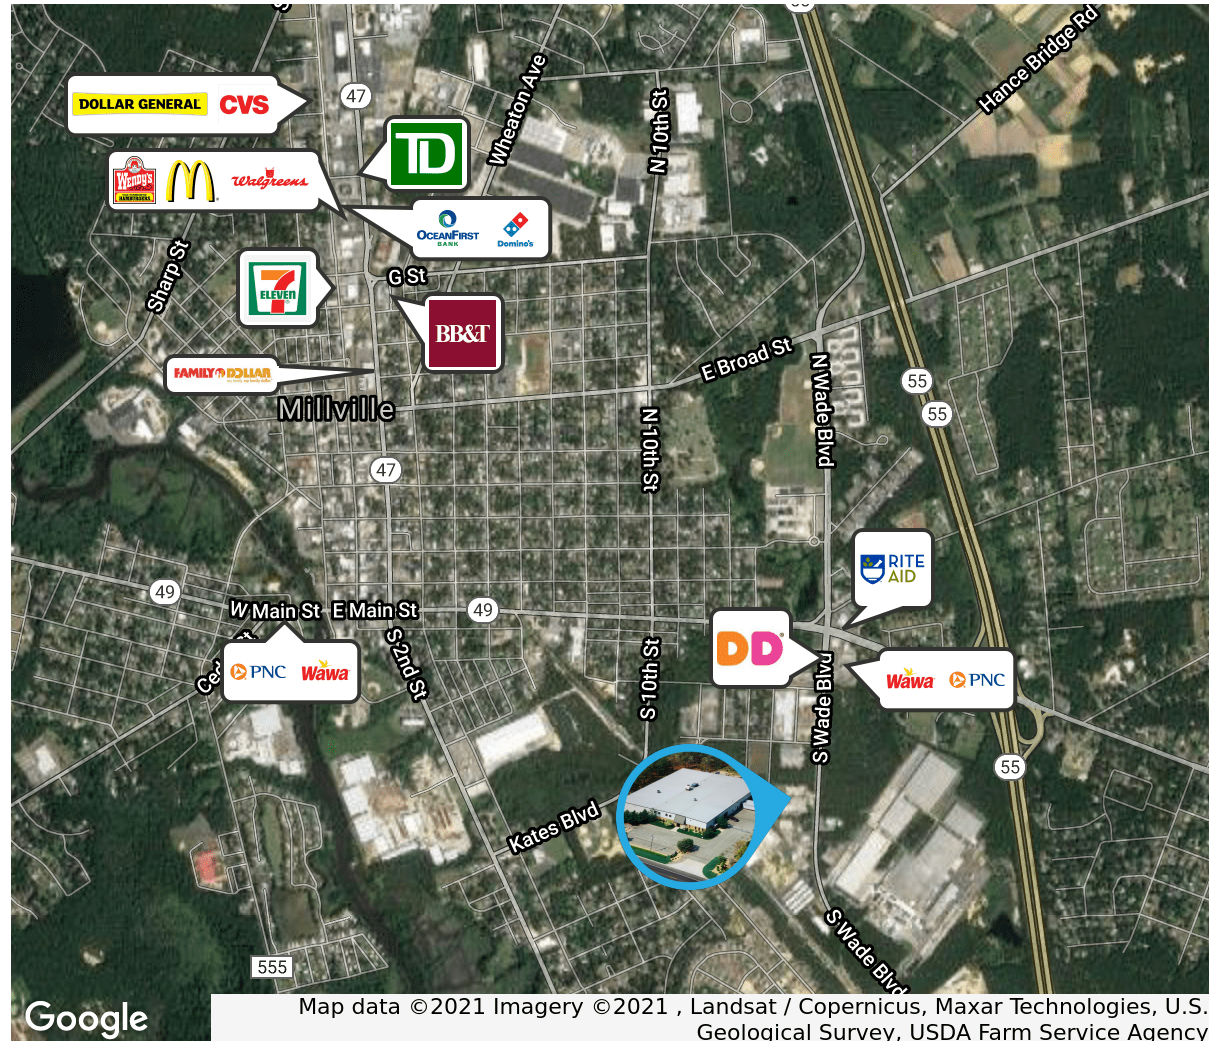 55
Hance Bridge Rd
Wheaton Ave
47
N 10th St
DOLLAR GENERAL CVS
TD
Wendy's
HAMBURGERS
Walgreens
OCEANFIRST
BANK
Domino's
Sharp St
G St
7
ELEVEN
BB&T
E Broad St
FAMILY DOLLAR
N Wade Blvd
55
55
Millville
N 10th St
47
RITE
AID
49
W Main St E Main St
49
S 2nd St
S 10th St
DD
PNC Wawa
S Wade Blvd
Wawa PNC
55
Kates Blvd
S Wade Blvd
555
Google
Map data ©2021 Imagery ©2021 , Landsat / Copernicus, Maxar Technologies, U.S.
Geological Survey, USDA Farm Service Agency